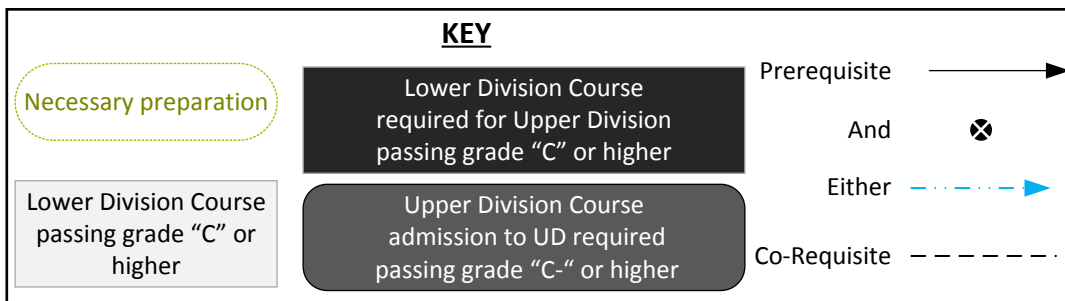 KEY
Necessary preparation
Lower Division Course
required for Upper Division
passing grade “C” or higher
Lower Division Course
passing grade “C” or
higher
Upper Division Course
admission to UD required
passing grade “C-“ or higher
Prerequisite
And
Either
Co-Requisite